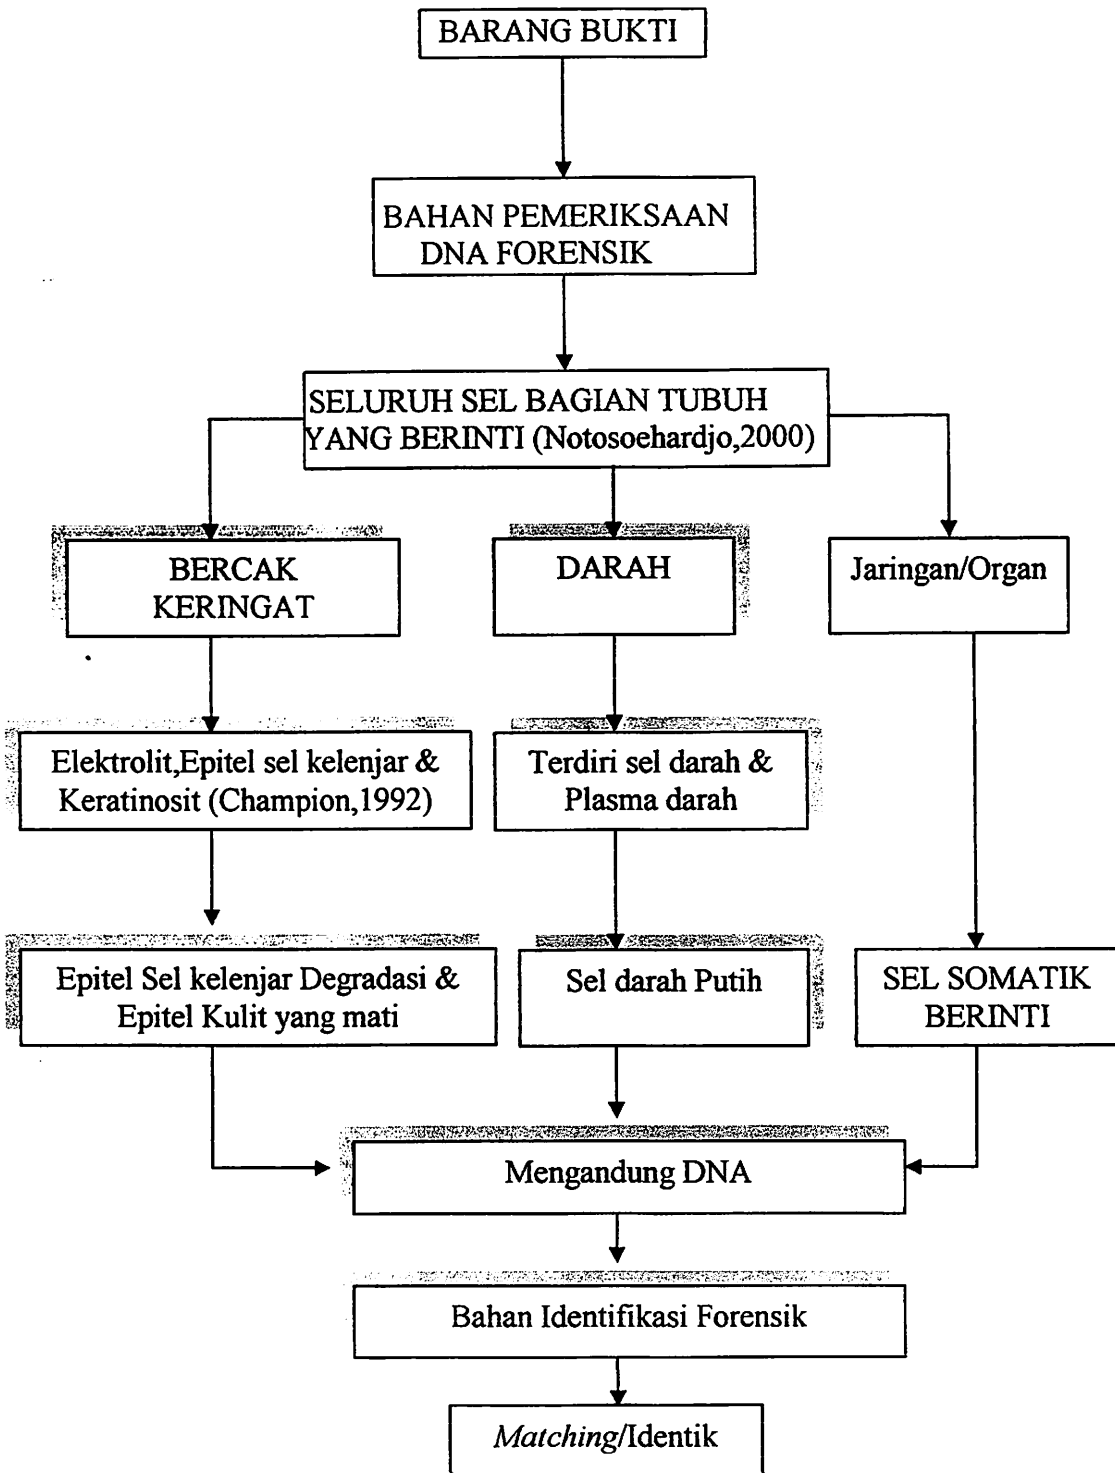 BARANG BUKTI
BAHAN PEMERIKSAAN
DNA FORENSIK
SELURUH SEL BAGIAN TUBUH
YANG BERINTI (Notosoehardjo,2000)
BERCAK
KERINGAT
DARAH
Jaringan/Organ
Elektrolit,Epitel sel kelenjar &
Keratinosit (Champion,1992)
Terdiri sel darah &
Plasma darah
Epitel Sel kelenjar Degradasi &
Epitel Kulit yang mati
Sel darah Putih
SEL SOMATIK
BERINTI
Mengandung DNA
Bahan Identifikasi Forensik
Matching/Identik